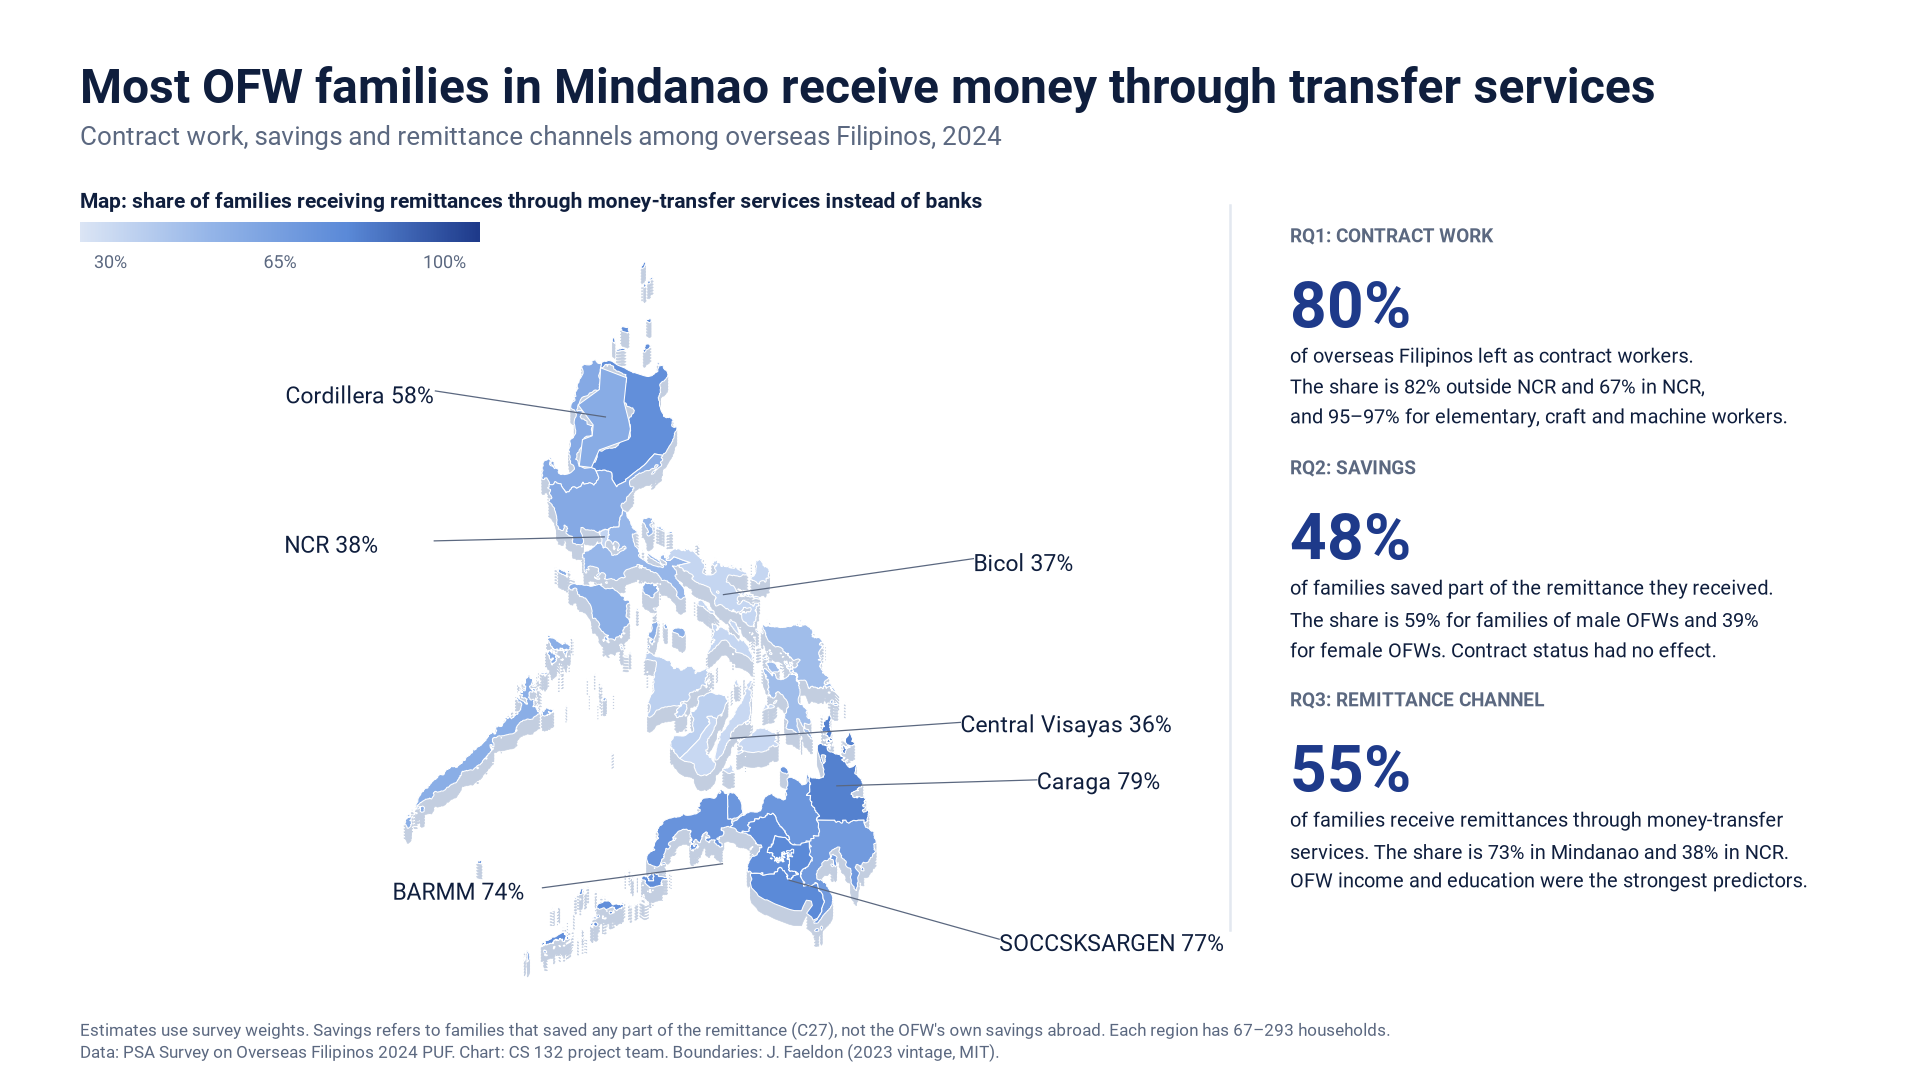 Most OFW families in Mindanao receive money through transfer services
Contract work, savings and remittance channels among overseas Filipinos, 2024
Map: share of families receiving remittances through money-transfer services instead of banks
30% 65% 100%
Cordillera 58%
NCR 38%
Bicol 37%
Central Visayas 36%
Caraga 79%
BARMM 74%
SOCCSKSARGEN 77%
RQ1: CONTRACT WORK
80%
of overseas Filipinos left as contract workers.
The share is 82% outside NCR and 67% in NCR,
and 95–97% for elementary, craft and machine workers.
RQ2: SAVINGS
48%
of families saved part of the remittance they received.
The share is 59% for families of male OFWs and 39%
for female OFWs. Contract status had no effect.
RQ3: REMITTANCE CHANNEL
55%
of families receive remittances through money-transfer
services. The share is 73% in Mindanao and 38% in NCR.
OFW income and education were the strongest predictors.
Estimates use survey weights. Savings refers to families that saved any part of the remittance (C27), not the OFW's own savings abroad. Each region has 67–293 households.
Data: PSA Survey on Overseas Filipinos 2024 PUF. Chart: CS 132 project team. Boundaries: J. Faeldon (2023 vintage, MIT).